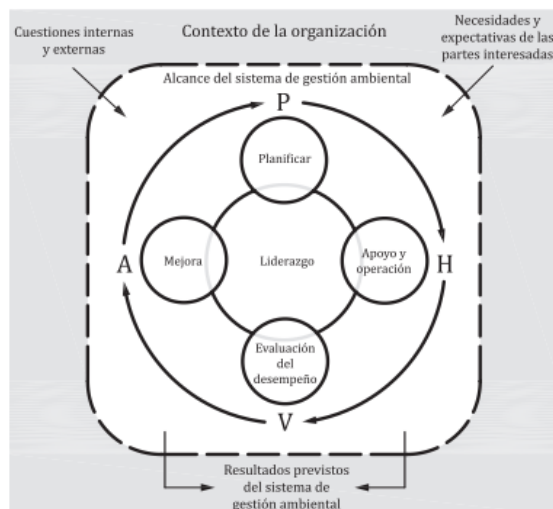 Cuestiones internas
y externas
Contexto de la organización
Necesidades y
expectativas de las
partes interesadas
Alcance del sistema de gestión ambiental
P
Planificar
A
Mejora
Liderazgo
Apoyo y
operación
H
Evaluación
del
desempeño
V
Resultados previstos
del sistema de
gestión ambiental